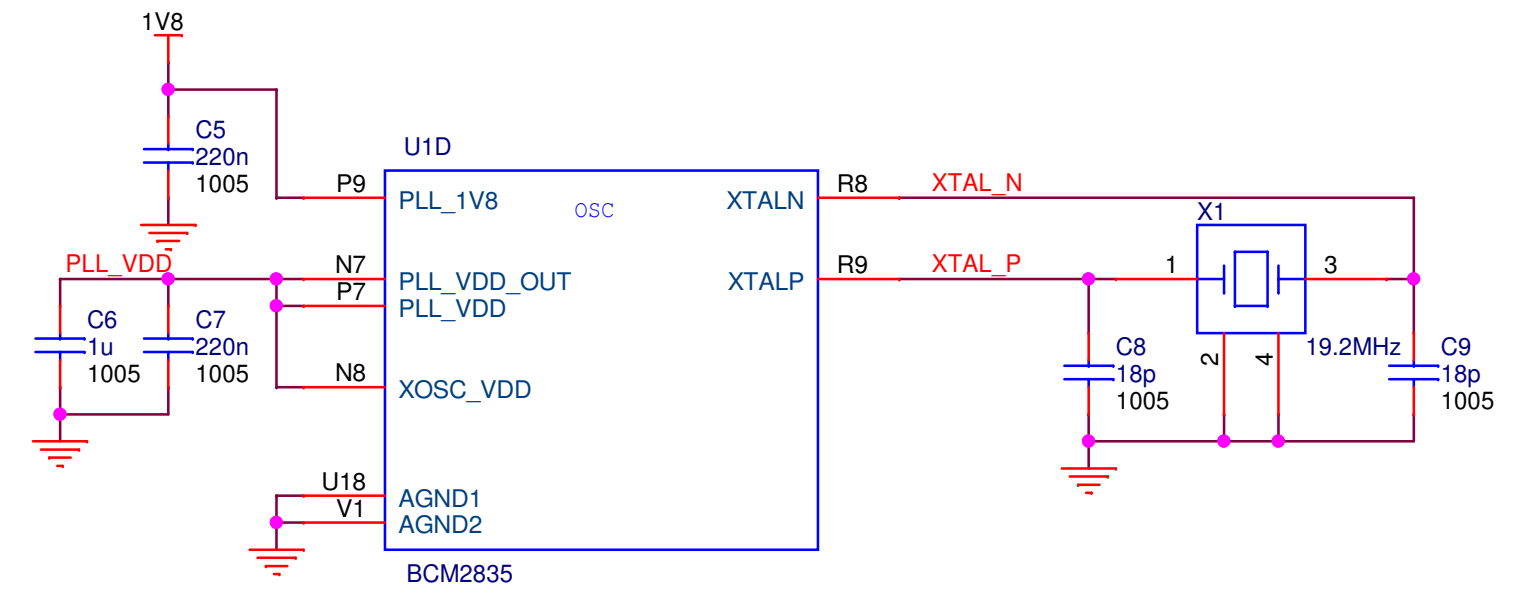 1V8
C5
220n
1005
U1D
P9
PLL_1V8
OSC
XTALN
R8
XTAL_N
X1
PLL_VDD
N7
PLL_VDD_OUT
P7
PLL_VDD
XTALP
R9
XTAL_P
1
3
C6
1u
1005
C7
220n
1005
N8
XOSC_VDD
C8
18p
1005
2
4
19.2MHz
C9
18p
1005
U18
AGND1
V1
AGND2
BCM2835